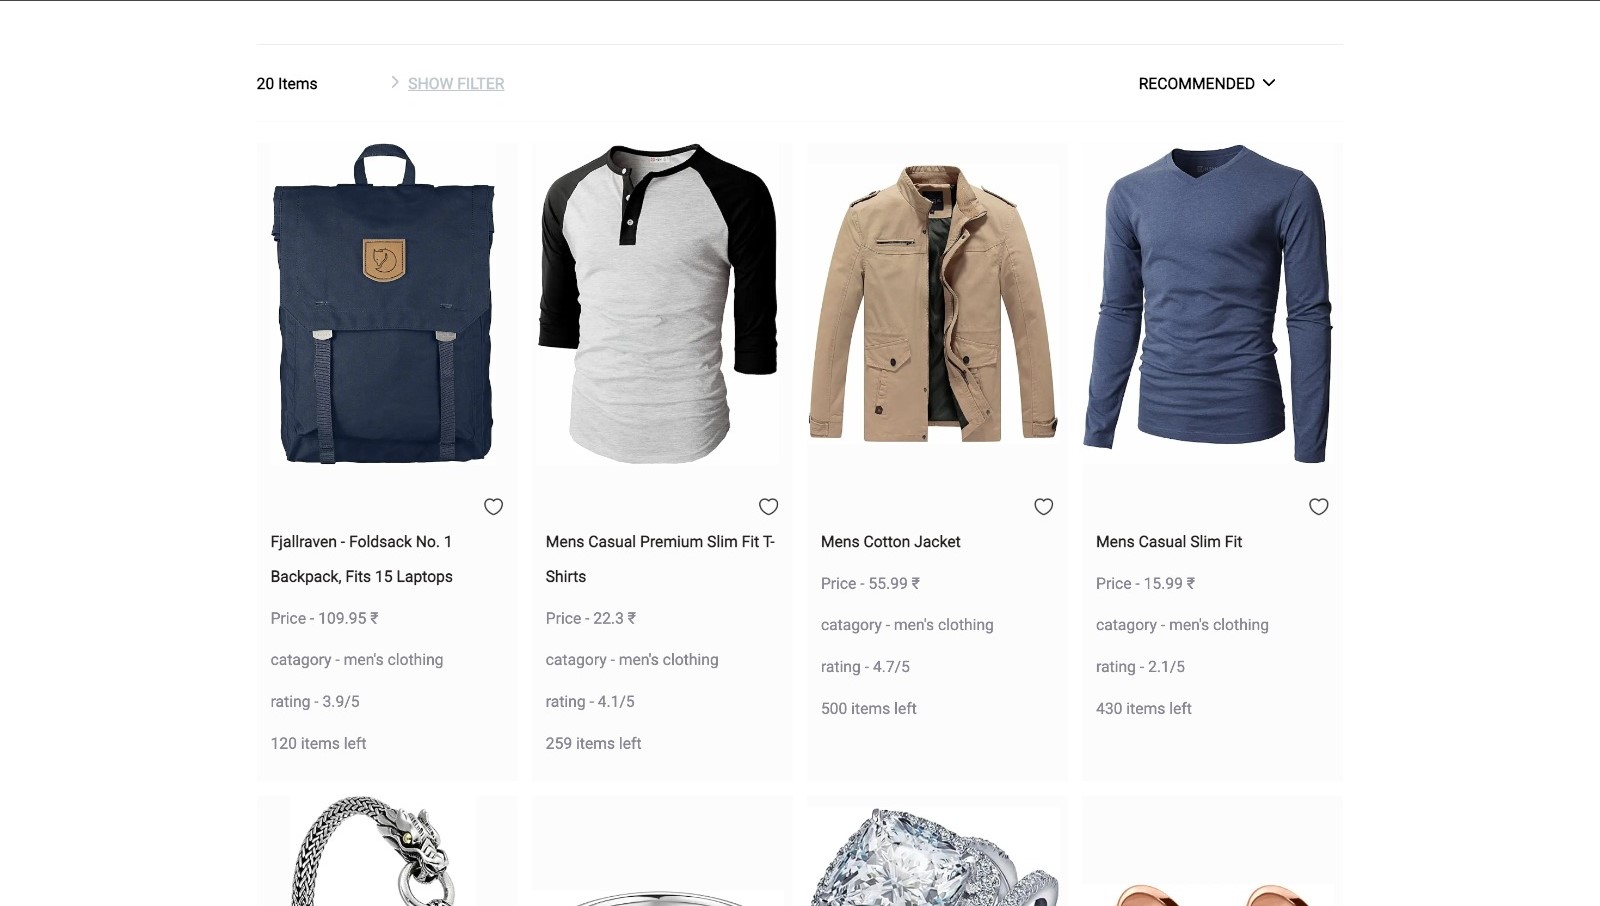 20 Items
SHOW FILTER
RECOMMENDED
Fjallraven - Foldsack No. 1
Backpack, Fits 15 Laptops
Price - 109.95 ₹
catagory - men's clothing
rating - 3.9/5
120 items left
Mens Casual Premium Slim Fit T-
Shirts
Price - 22.3 ₹
catagory - men's clothing
rating - 4.1/5
259 items left
Mens Cotton Jacket
Price - 55.99 ₹
catagory - men's clothing
rating - 4.7/5
500 items left
Mens Casual Slim Fit
Price - 15.99 ₹
catagory - men's clothing
rating - 2.1/5
430 items left